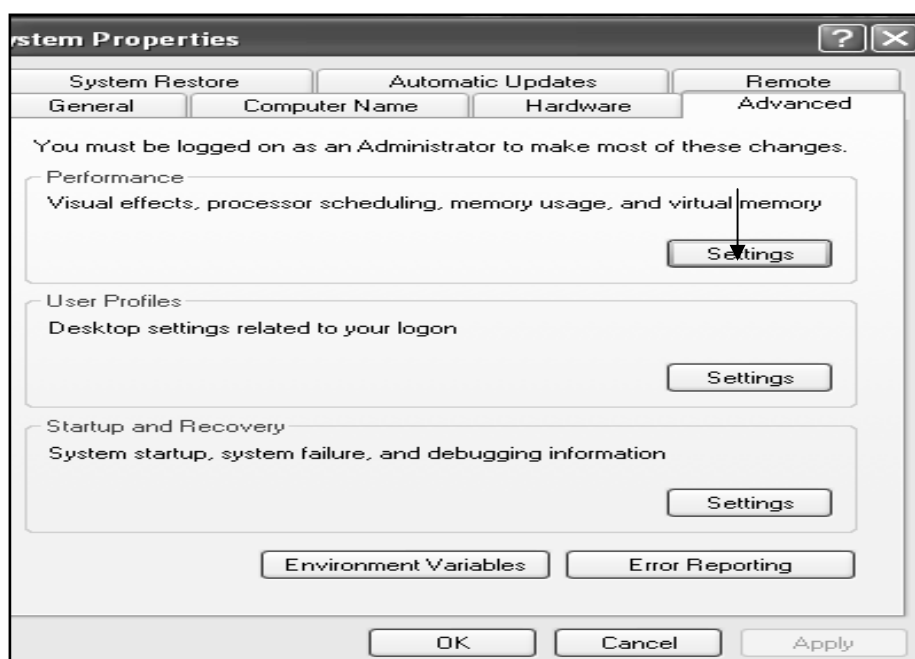 ystem Properties
System Restore Automatic Updates Remote
General Computer Name Hardware Advanced
You must be logged on as an Administrator to make most of these changes.
Performance
Visual effects, processor scheduling, memory usage, and virtual memory
Settings
User Profiles
Desktop settings related to your logon
Settings
Startup and Recovery
System startup, system failure, and debugging information
Settings
Environment Variables Error Reporting
OK Cancel Apply